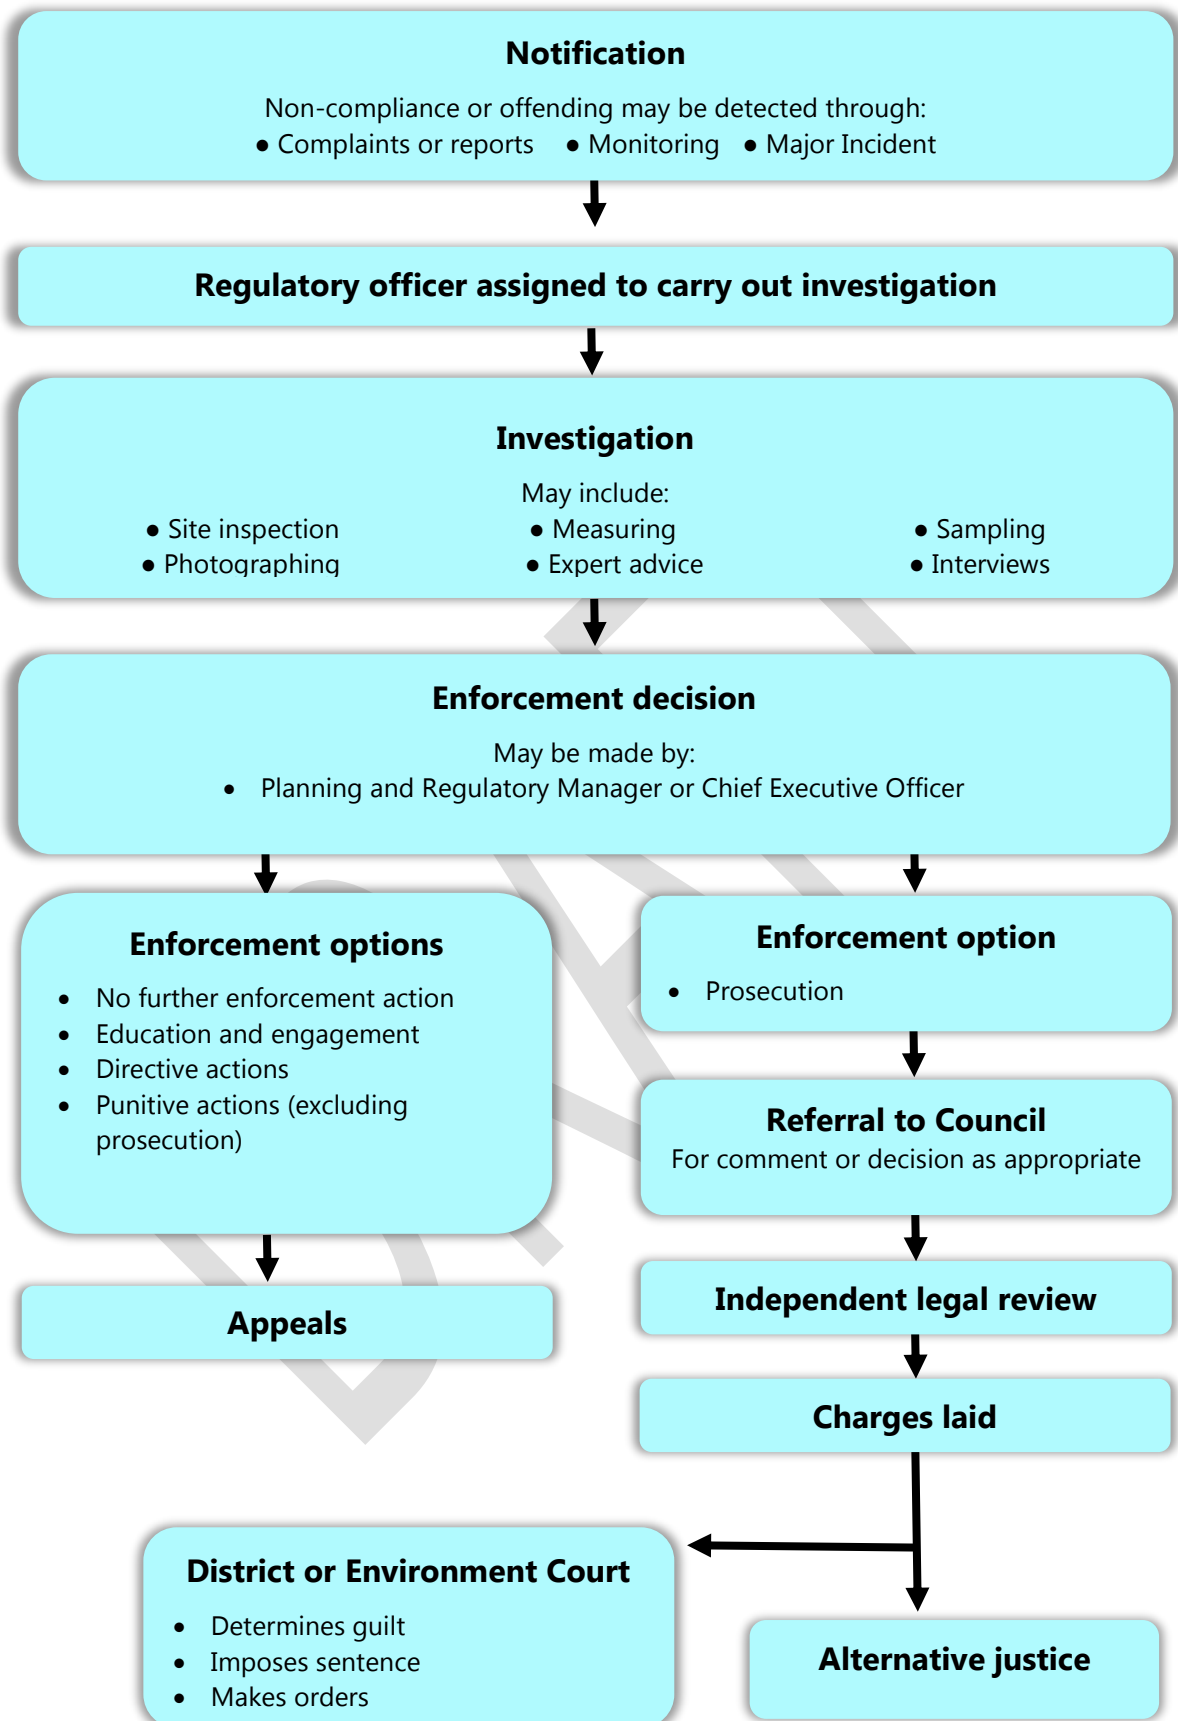 Notification
Non-compliance or offending may be detected through:
● Complaints or reports ● Monitoring ● Major Incident
Regulatory officer assigned to carry out investigation
Investigation
May include:
● Site inspection ● Measuring ● Sampling
● Photographing ● Expert advice ● Interviews
Enforcement decision
May be made by:
• Planning and Regulatory Manager or Chief Executive Officer
Enforcement options
• No further enforcement action
• Education and engagement
• Directive actions
• Punitive actions (excluding
prosecution)
Appeals
Enforcement option
• Prosecution
Referral to Council
For comment or decision as appropriate
Independent legal review
Charges laid
District or Environment Court
• Determines guilt
• Imposes sentence
• Makes orders
Alternative justice